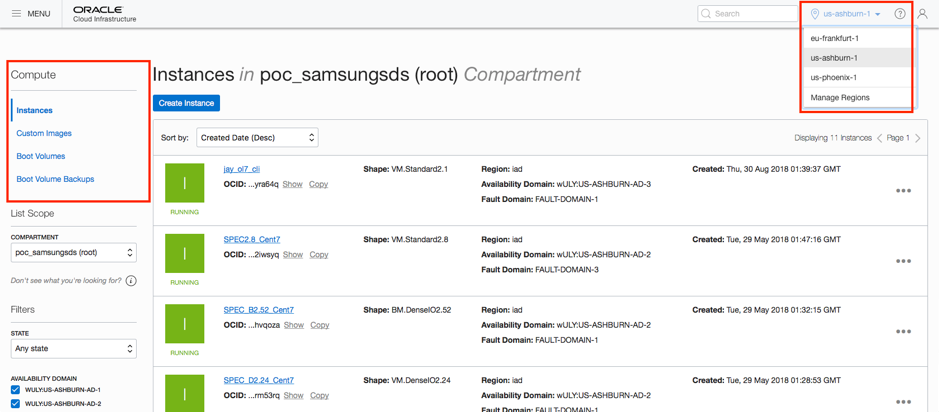 MENU
ORACLE
Cloud Infrastructure
Search
us-ashburn-1
?
eu-frankfurt-1
us-ashburn-1
us-phoenix-1
Manage Regions
Compute
Instances
Custom Images
Boot Volumes
Boot Volume Backups
List Scope
COMPARTMENT
poc_samsungsds (root)
Don't see what you're looking for? i
Filters
STATE
Any state
AVAILABILITY DOMAIN
WULY:US-ASHBURN-AD-1
WULY:US-ASHBURN-AD-2
Instances in poc_samsungsds (root) Compartment
Create Instance
Sort by: Created Date (Desc)
Displaying 11 Instances < Page 1 >
I
RUNNING
jay_ol7_cli
OCID: ...yra64q Show Copy
Shape: VM.Standard2.1
Region: iad
Availability Domain: wULY:US-ASHBURN-AD-3
Fault Domain: FAULT-DOMAIN-1
Created: Thu, 30 Aug 2018 01:39:37 GMT
I
RUNNING
SPEC2.8_Cent7
OCID: ...2iwsyq Show Copy
Shape: VM.Standard2.8
Region: iad
Availability Domain: wULY:US-ASHBURN-AD-2
Fault Domain: FAULT-DOMAIN-3
Created: Tue, 29 May 2018 01:47:16 GMT
I
RUNNING
SPEC_B2.52_Cent7
OCID: ...hvqoza Show Copy
Shape: BM.DenseIO2.52
Region: iad
Availability Domain: wULY:US-ASHBURN-AD-2
Fault Domain: FAULT-DOMAIN-1
Created: Tue, 29 May 2018 01:32:15 GMT
I
SPEC_D2.24_Cent7
OCID: ...rm53rq Show Copy
Shape: VM.DenseIO2.24
Region: iad
Availability Domain: wULY:US-ASHBURN-AD-2
Fault Domain: FAULT-DOMAIN-1
Created: Tue, 29 May 2018 01:28:53 GMT